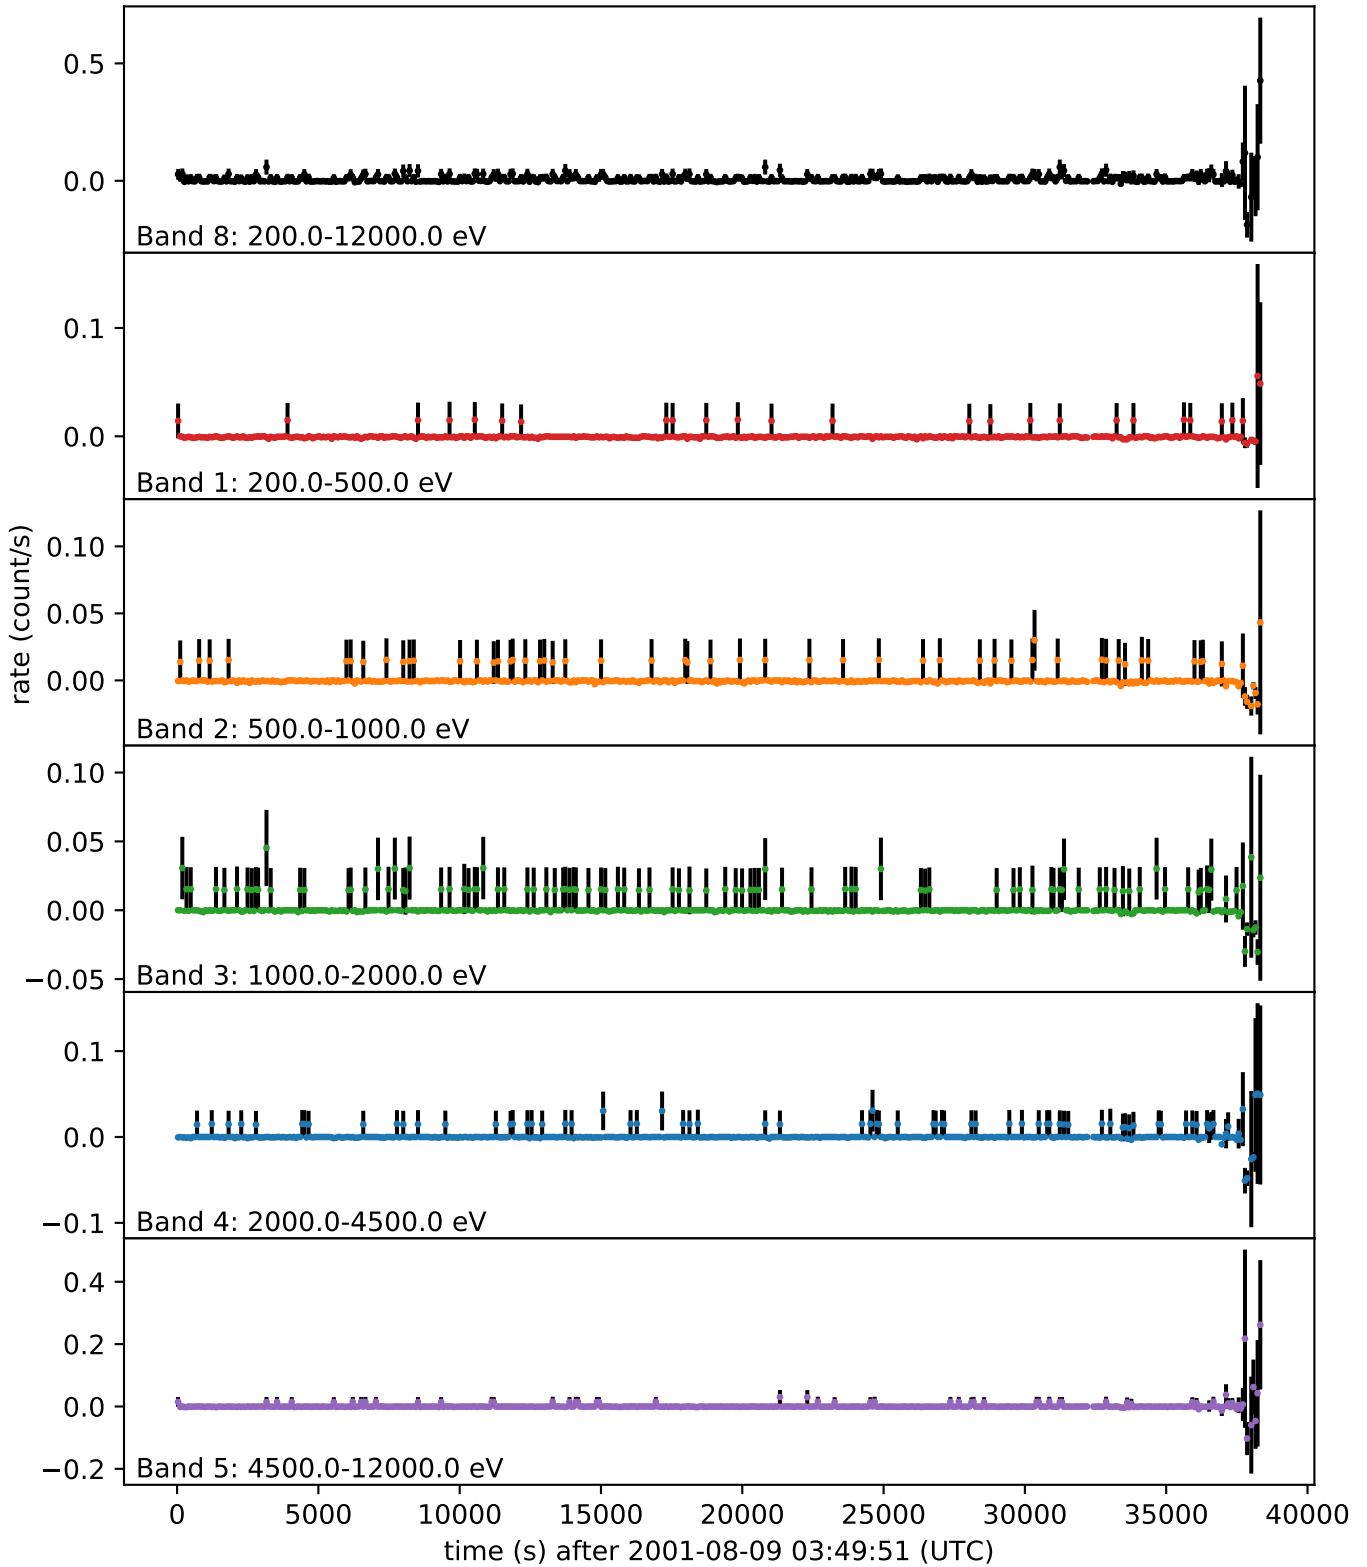 0.5
0.0
Band 8: 200.0-12000.0 eV
0.1
0.0
Band 1: 200.0-500.0 eV
rate (count/s)
0.10
0.05
0.00
Band 2: 500.0-1000.0 eV
0.10
0.05
0.00
−0.05
Band 3: 1000.0-2000.0 eV
0.1
0.0
−0.1
Band 4: 2000.0-4500.0 eV
0.4
0.2
0.0
−0.2
Band 5: 4500.0-12000.0 eV
0 5000 10000 15000 20000 25000 30000 35000 40000
time (s) after 2001-08-09 03:49:51 (UTC)